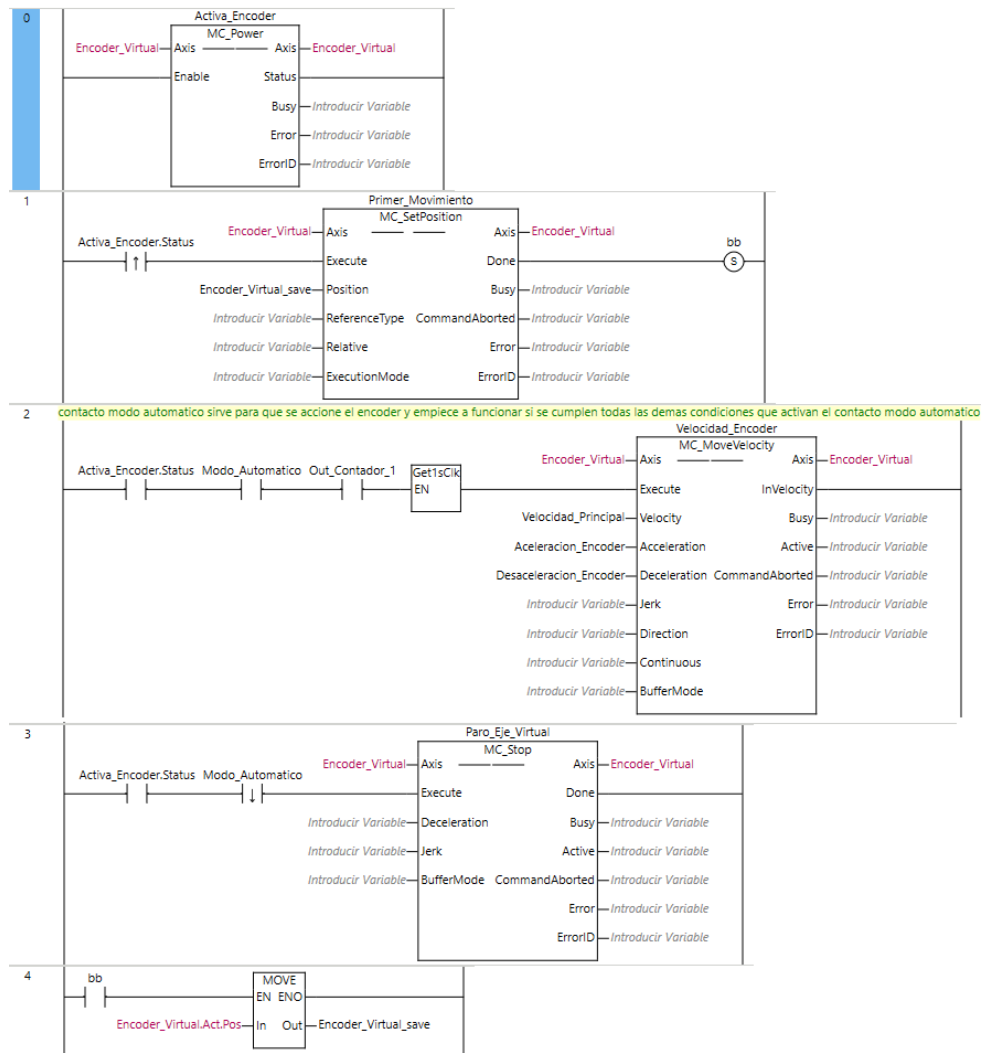 0
Activa_Encoder
MC_Power
Encoder_Virtual Axis Axis Encoder_Virtual
Enable Status
Busy Introducir Variable
Error Introducir Variable
ErrorID Introducir Variable
1
Primer_Movimiento
MC_SetPosition
Encoder_Virtual Axis Axis Encoder_Virtual
Activa_Encoder.Status bb
↑ Execute Done S
Encoder_Virtual_save Position Busy Introducir Variable
Introducir Variable ReferenceType CommandAborted Introducir Variable
Introducir Variable Relative Error Introducir Variable
Introducir Variable ExecutionMode ErrorID Introducir Variable
2
contacto modo automatico sirve para que se accione el encoder y empiece a funcionar si se cumplen todas las demas condiciones que activan el contacto modo automatico
Velocidad_Encoder
MC_MoveVelocity
Encoder_Virtual Axis Axis Encoder_Virtual
Activa_Encoder.Status Modo_Automatico Out_Contador_1 Get1sClk
EN Execute InVelocity
Velocidad_Principal Velocity Busy Introducir Variable
Aceleracion_Encoder Acceleration Active Introducir Variable
Desaceleracion_Encoder Deceleration CommandAborted Introducir Variable
Introducir Variable Jerk Error Introducir Variable
Introducir Variable Direction ErrorID Introducir Variable
Introducir Variable Continuous
Introducir Variable BufferMode
3
Paro_Eje_Virtual
MC_Stop
Encoder_Virtual Axis Axis Encoder_Virtual
Activa_Encoder.Status Modo_Automatico
↓ Execute Done
Introducir Variable Deceleration Busy Introducir Variable
Introducir Variable Jerk Active Introducir Variable
Introducir Variable BufferMode CommandAborted Introducir Variable
Error Introducir Variable
ErrorID Introducir Variable
4
bb MOVE
EN ENO
Encoder_Virtual.Act.Pos In Out Encoder_Virtual_save